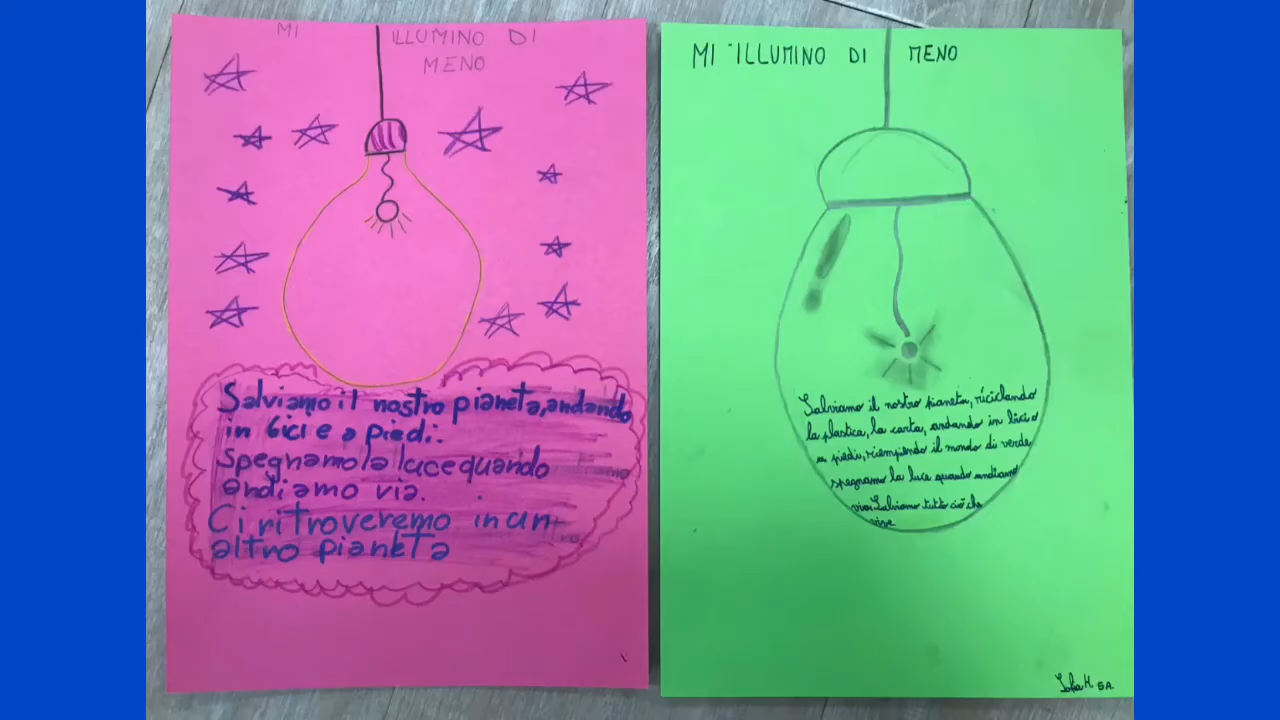 MI ILLUMINO DI
MENO
Salviamo il nostro pianeta, andando
in bici e a piedi.
Spegnamo la luce quando
andiamo via.
Ci ritroveremo in un
altro pianeta
MI ILLUMINO DI MENO
Salviamo il nostro pianeta, riciclando
la plastica, la carta, andando in bici o
a piedi, riempiendo il mondo di verde
spegnamo la luce quando andiamo
via. Salviamo tutto ciò che
vive
5A.